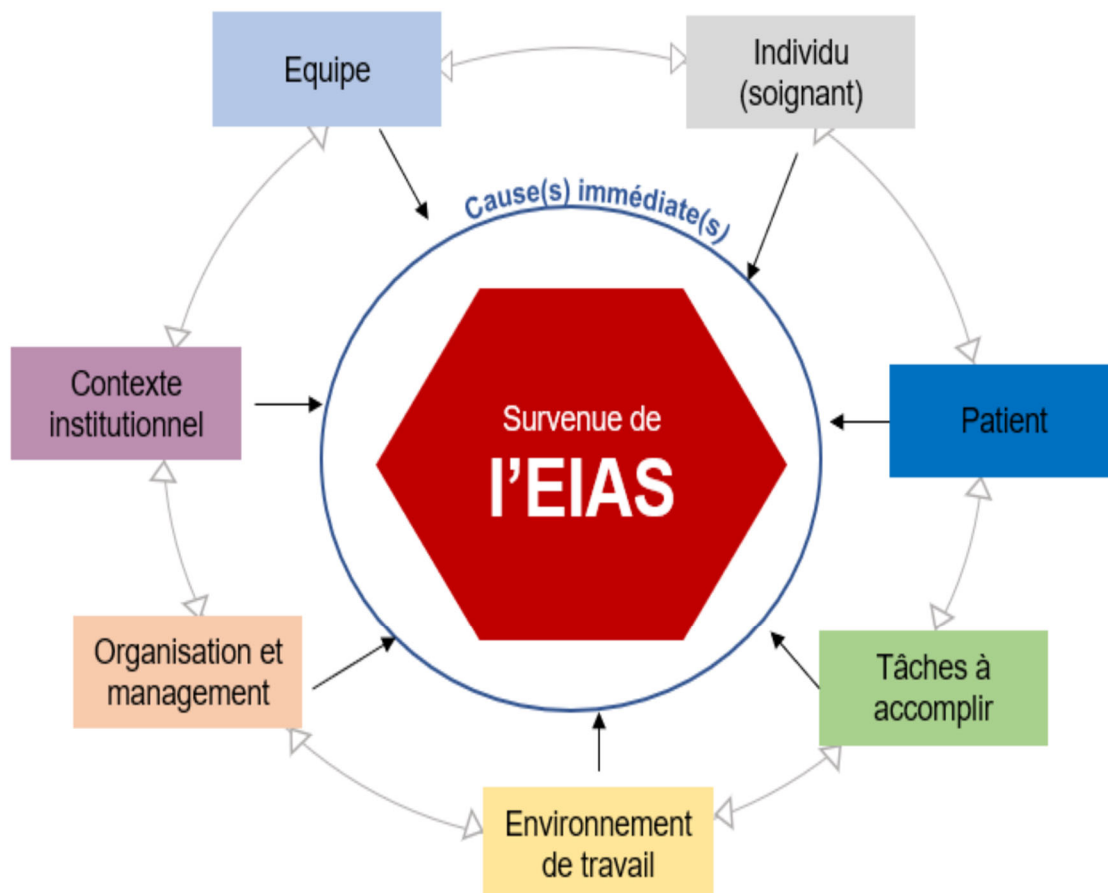 Equipe
Individu
(soignant)
Cause(s) immédiate(s)
Contexte
institutionnel
Survenue de
l'EIAS
Patient
Organisation et
management
Tâches à
accomplir
Environnement
de travail